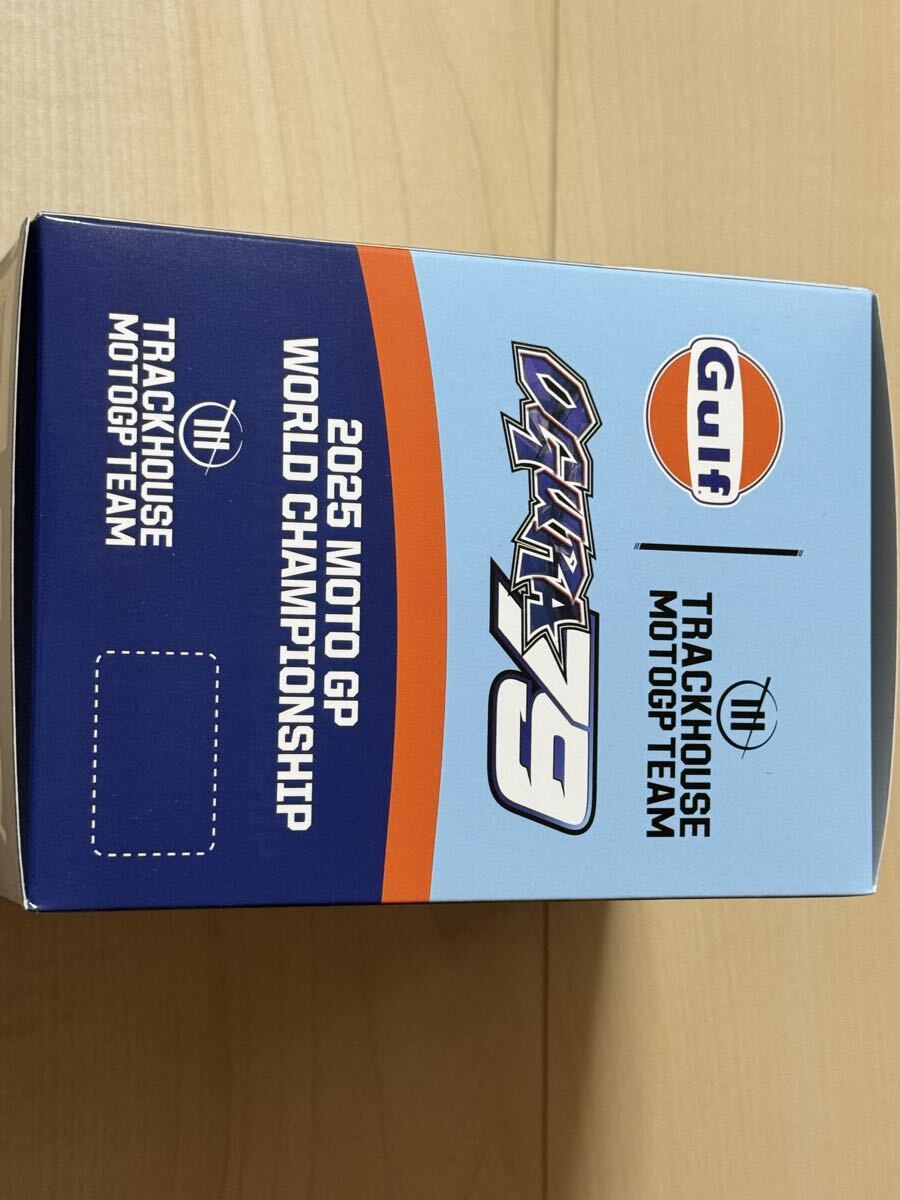 Gulf
TRACKHOUSE
MOTOGP TEAM
OGURA 79
2025 MOTO GP
WORLD CHAMPIONSHIP
TRACKHOUSE
MOTOGP TEAM